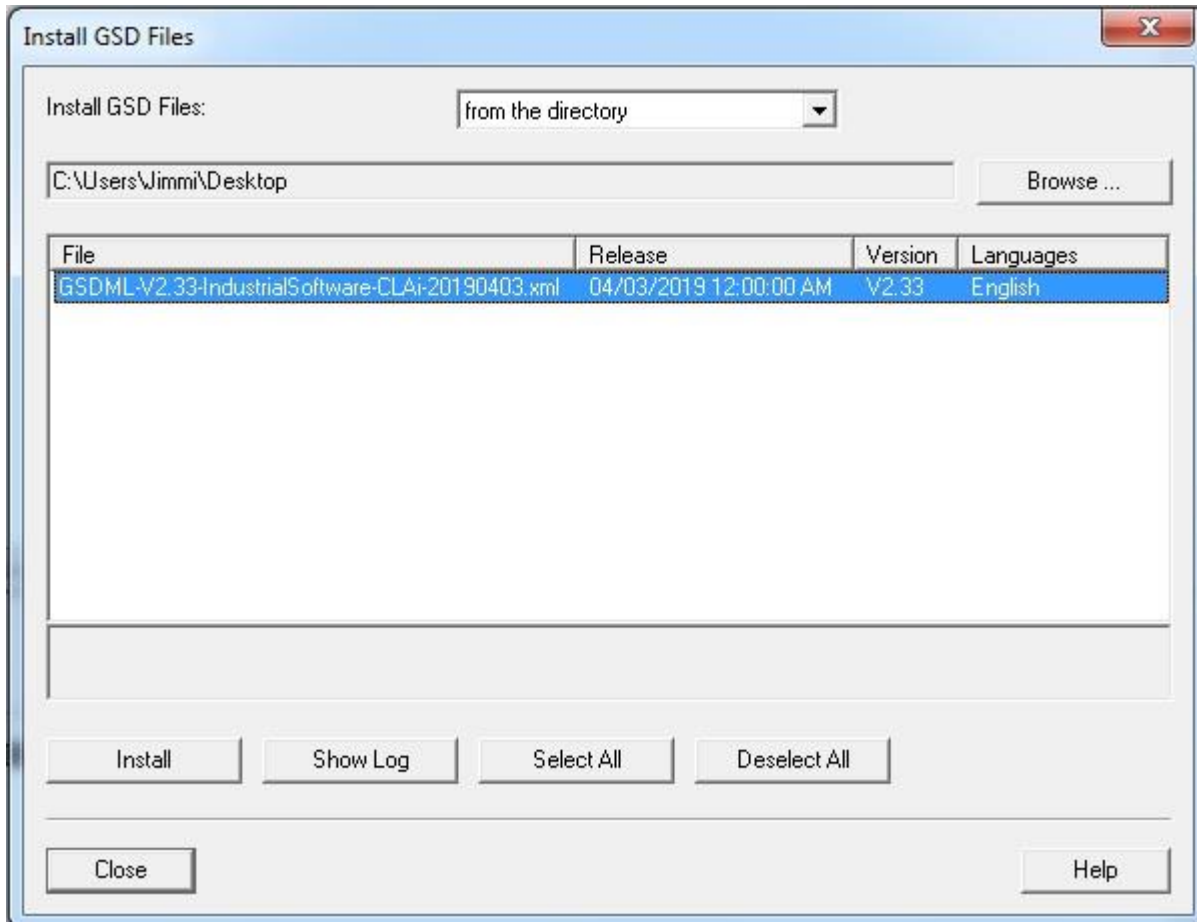 Install GSD Files
Install GSD Files: from the directory
C:\Users\Jimmi\Desktop Browse ...
File Release Version Languages
GSDML-V2.33-IndustrialSoftware-CLAi-20190403.xml 04/03/2019 12:00:00 AM V2.33 English
Install Show Log Select All Deselect All
Close Help